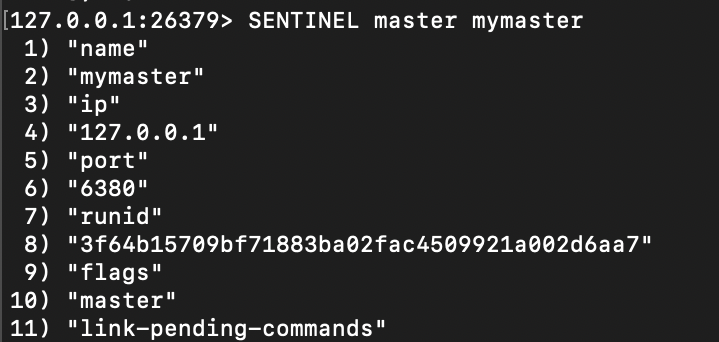 [127.0.0.1:26379> SENTINEL master mymaster
1) "name"
2) "mymaster"
3) "ip"
4) "127.0.0.1"
5) "port"
6) "6380"
7) "runid"
8) "3f64b15709bf71883ba02fac4509921a002d6aa7"
9) "flags"
10) "master"
11) "link-pending-commands"